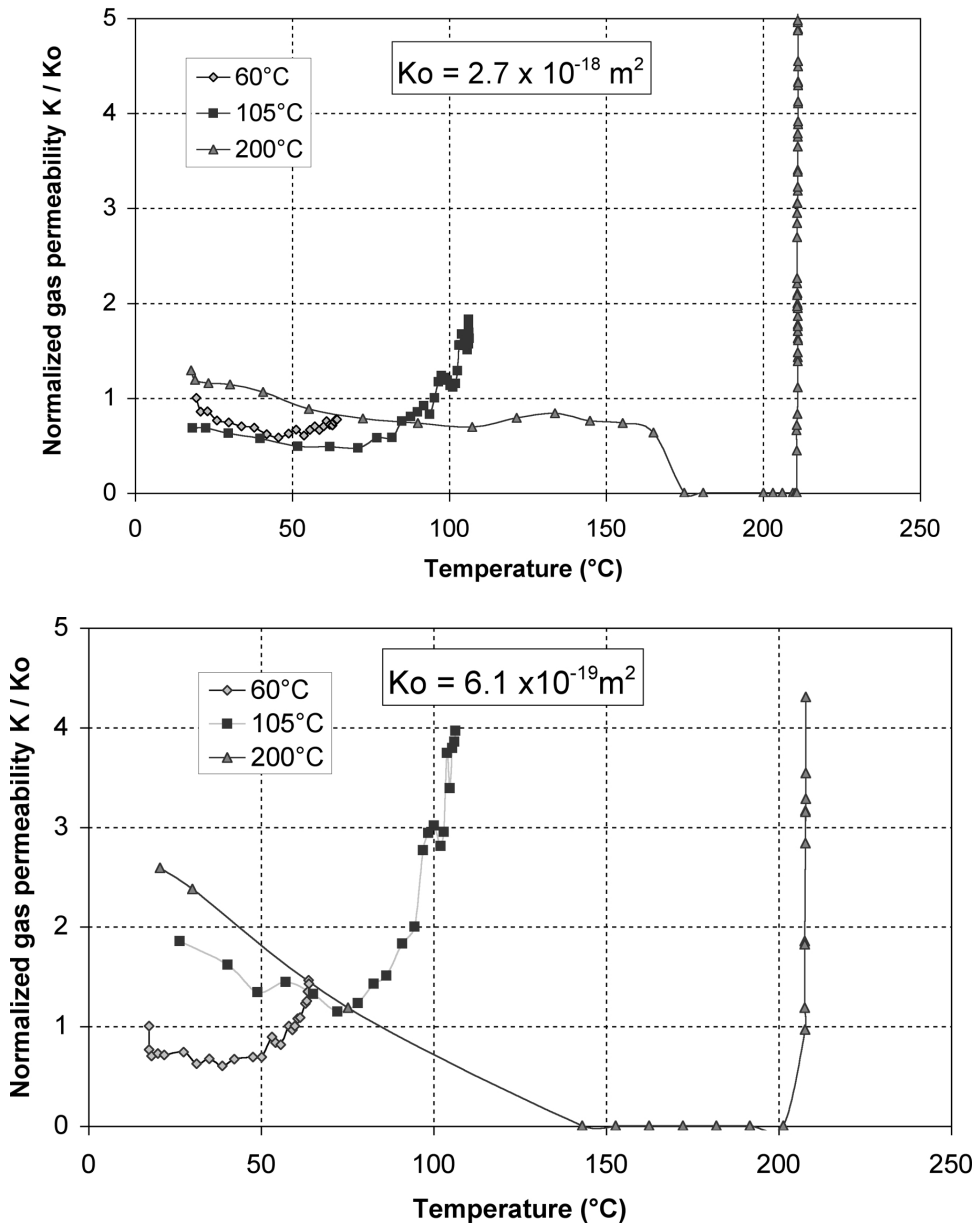 5
4
3
2
1
0
Normalized gas permeability K / Ko
Ko = 2.7 x 10⁻¹⁸ m²
60°C
105°C
200°C
0 50 100 150 200 250
Temperature (°C)
5
4
3
2
1
0
Normalized gas permeability K / Ko
Ko = 6.1 x10⁻¹⁹m²
60°C
105°C
200°C
0 50 100 150 200 250
Temperature (°C)